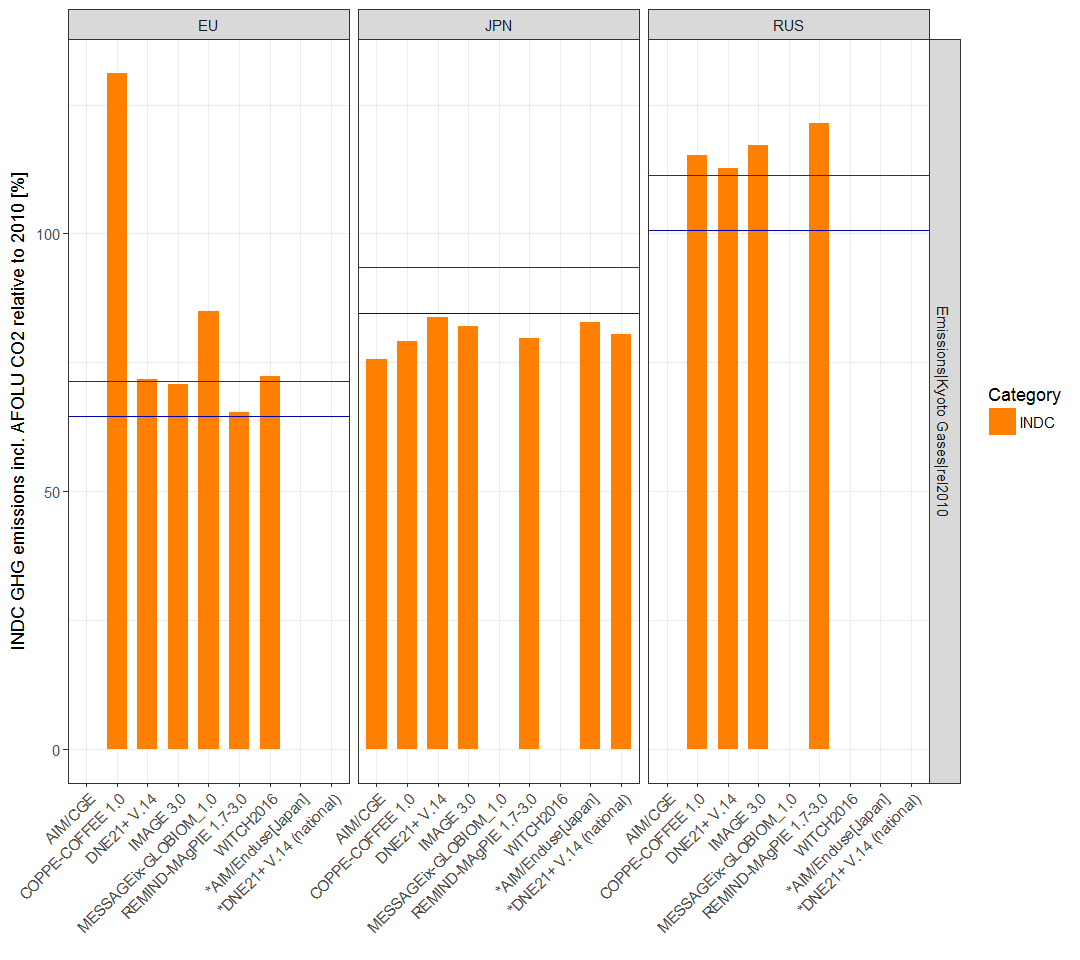 EU
JPN
RUS
INDC GHG emissions incl. AFOLU CO2 relative to 2010 [%]
100
50
0
Emissions|Kyoto Gases|rel2010
Category
INDC
AIM/CGE
COPPE-COFFEE 1.0
DNE21+ V.14
IMAGE 3.0
MESSAGEix-GLOBIOM_1.0
REMIND-MAgPIE 1.7-3.0
WITCH2016
*AIM/Enduse[Japan]
*DNE21+ V.14 (national)
AIM/CGE
COPPE-COFFEE 1.0
DNE21+ V.14
IMAGE 3.0
MESSAGEix-GLOBIOM_1.0
REMIND-MAgPIE 1.7-3.0
WITCH2016
*AIM/Enduse[Japan]
*DNE21+ V.14 (national)
AIM/CGE
COPPE-COFFEE 1.0
DNE21+ V.14
IMAGE 3.0
MESSAGEix-GLOBIOM_1.0
REMIND-MAgPIE 1.7-3.0
WITCH2016
*AIM/Enduse[Japan]
*DNE21+ V.14 (national)